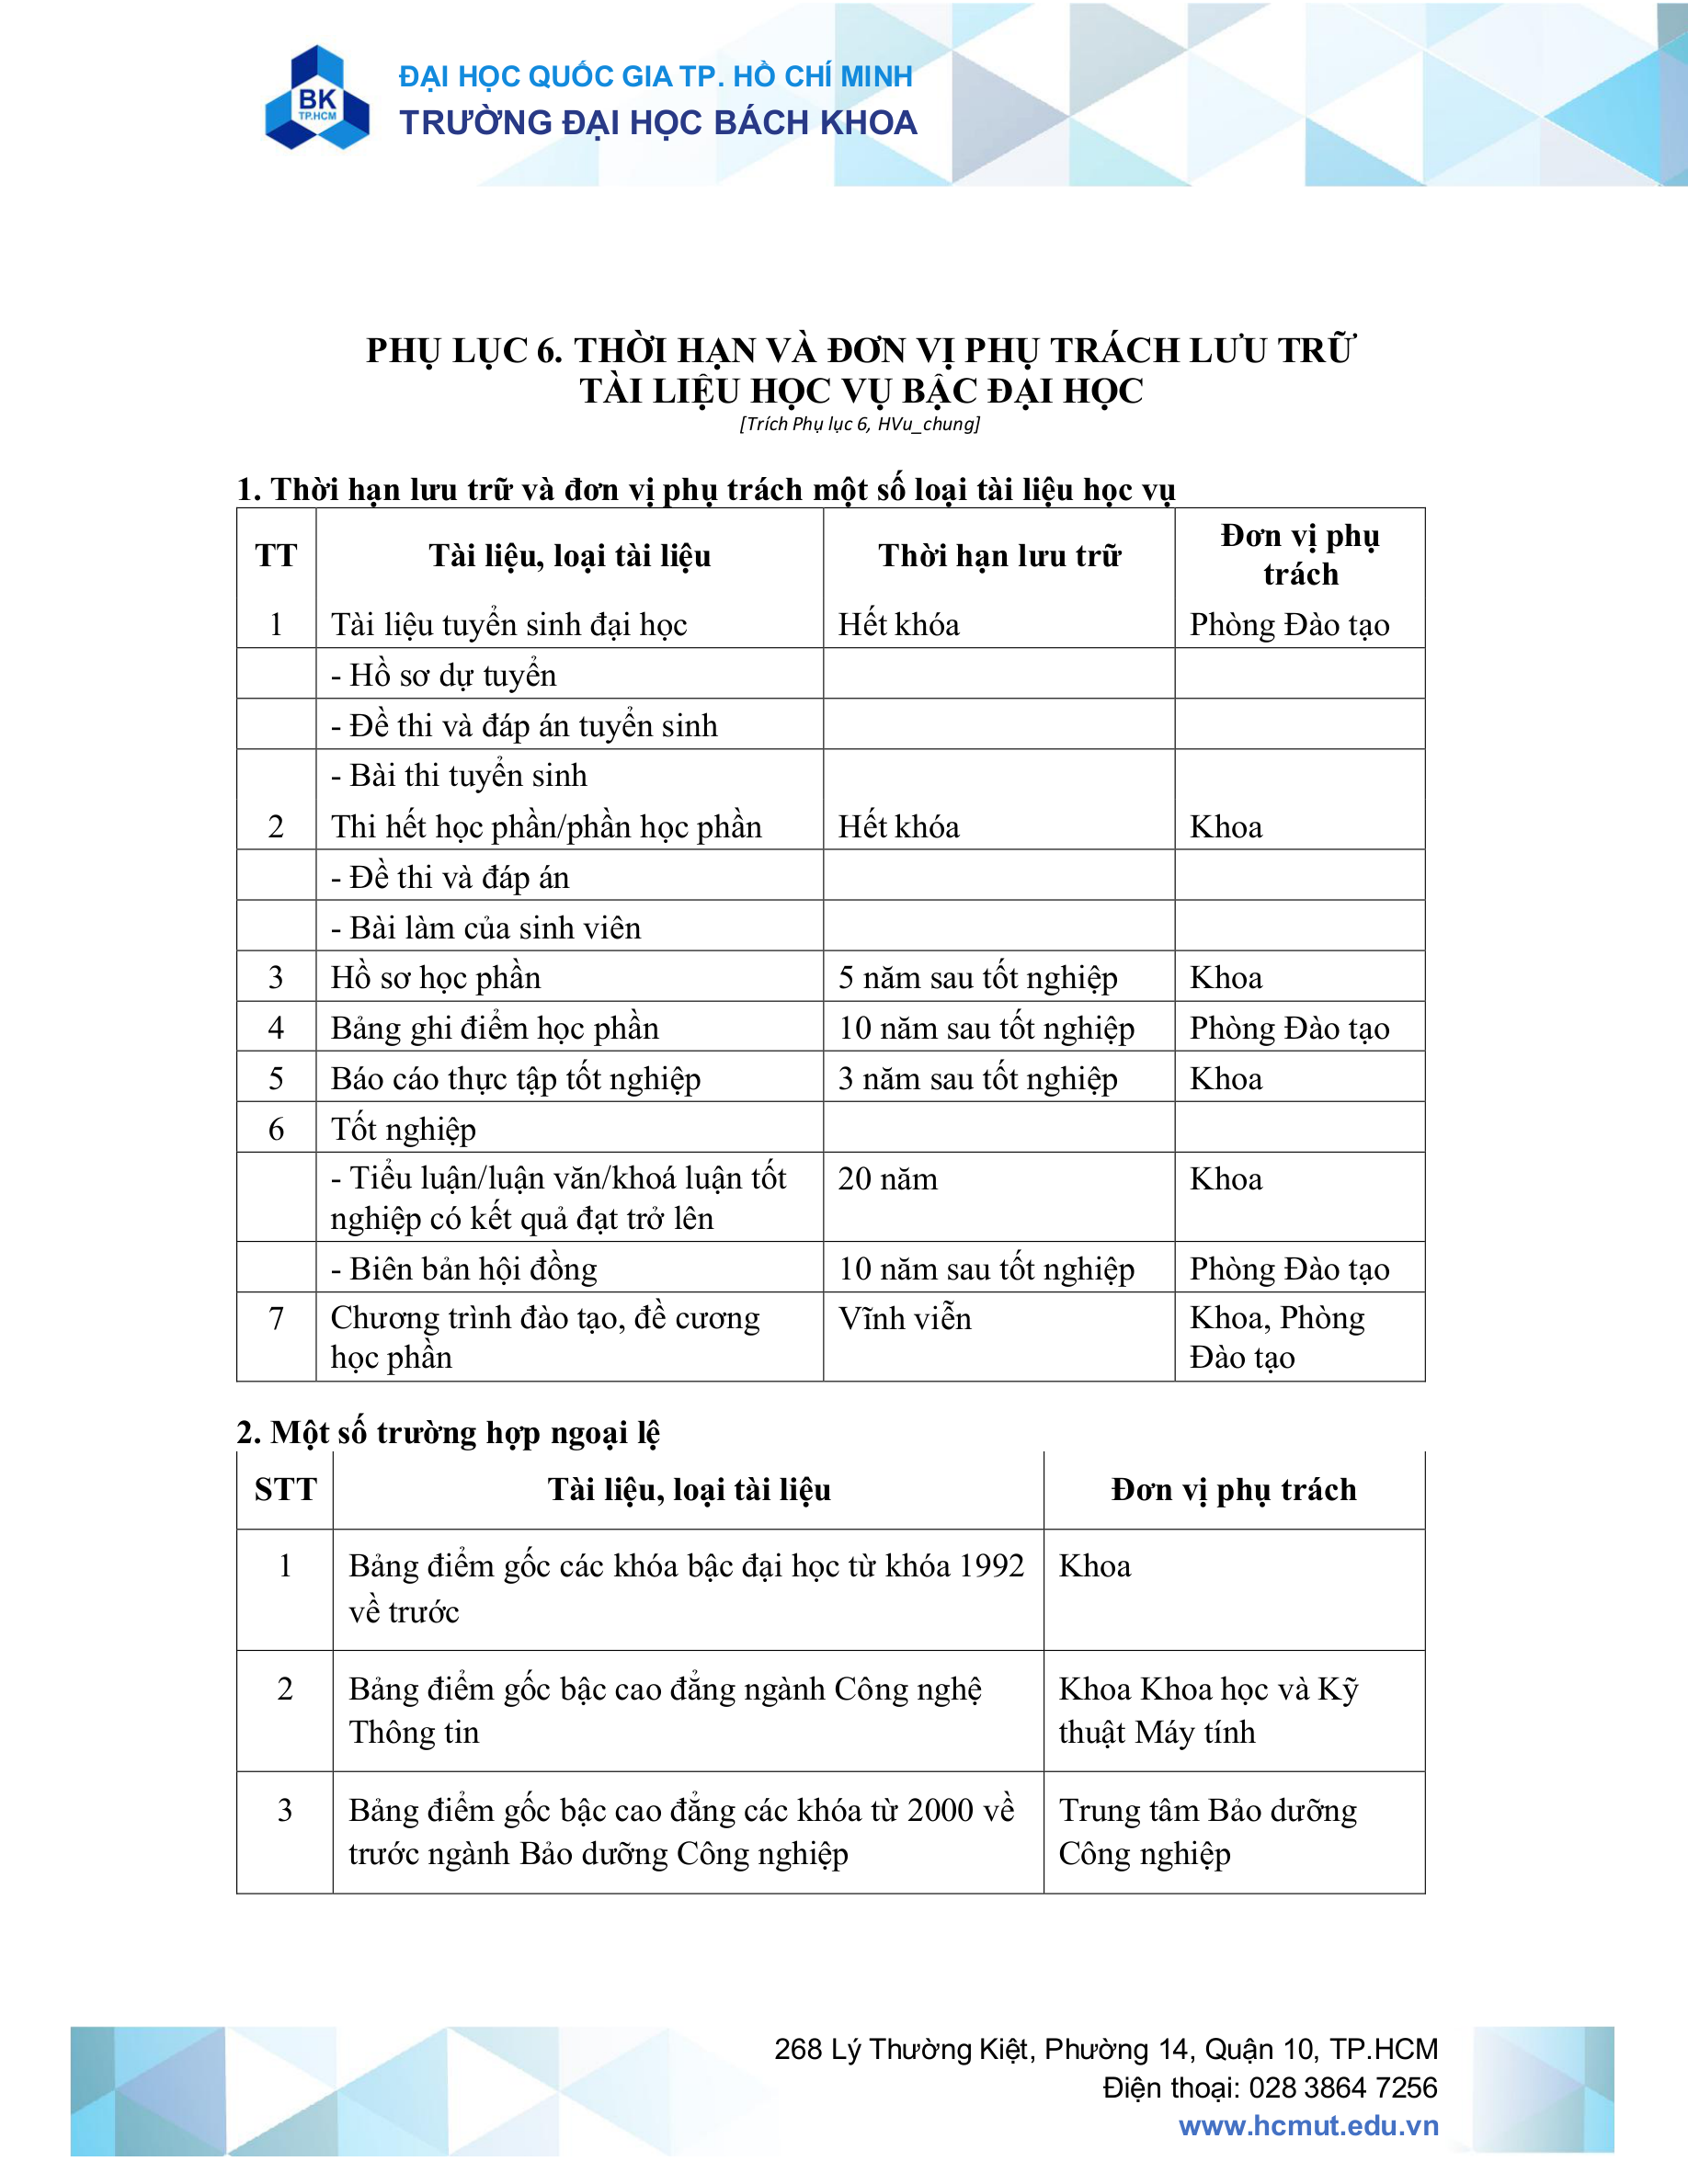 BK
TP.HCM
ĐẠI HỌC QUỐC GIA TP. HỒ CHÍ MINH
TRƯỜNG ĐẠI HỌC BÁCH KHOA
PHỤ LỤC 6. THỜI HẠN VÀ ĐƠN VỊ PHỤ TRÁCH LƯU TRỮ
TÀI LIỆU HỌC VỤ BẬC ĐẠI HỌC
[Trích Phụ lục 6, HVu_chung]
1. Thời hạn lưu trữ và đơn vị phụ trách một số loại tài liệu học vụ
TT Tài liệu, loại tài liệu Thời hạn lưu trữ Đơn vị phụ
trách
1 Tài liệu tuyển sinh đại học Hết khóa Phòng Đào tạo
- Hồ sơ dự tuyển
- Đề thi và đáp án tuyển sinh
- Bài thi tuyển sinh
2 Thi hết học phần/phần học phần Hết khóa Khoa
- Đề thi và đáp án
- Bài làm của sinh viên
3 Hồ sơ học phần 5 năm sau tốt nghiệp Khoa
4 Bảng ghi điểm học phần 10 năm sau tốt nghiệp Phòng Đào tạo
5 Báo cáo thực tập tốt nghiệp 3 năm sau tốt nghiệp Khoa
6 Tốt nghiệp
- Tiểu luận/luận văn/khoá luận tốt 20 năm Khoa
nghiệp có kết quả đạt trở lên
- Biên bản hội đồng 10 năm sau tốt nghiệp Phòng Đào tạo
7 Chương trình đào tạo, đề cương Vĩnh viễn Khoa, Phòng
học phần Đào tạo
2. Một số trường hợp ngoại lệ
STT Tài liệu, loại tài liệu Đơn vị phụ trách
1 Bảng điểm gốc các khóa bậc đại học từ khóa 1992 Khoa
về trước
2 Bảng điểm gốc bậc cao đẳng ngành Công nghệ Khoa Khoa học và Kỹ
Thông tin thuật Máy tính
3 Bảng điểm gốc bậc cao đẳng các khóa từ 2000 về Trung tâm Bảo dưỡng
trước ngành Bảo dưỡng Công nghiệp Công nghiệp
268 Lý Thường Kiệt, Phường 14, Quận 10, TP.HCM
Điện thoại: 028 3864 7256
www.hcmut.edu.vn